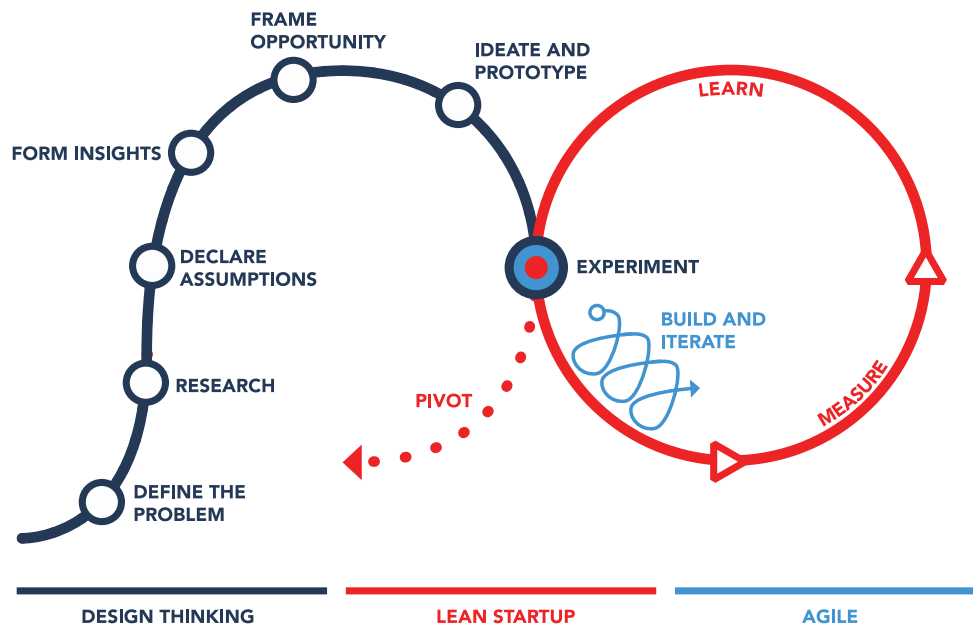 FRAME
OPPORTUNITY
IDEATE AND
PROTOTYPE
LEARN
FORM INSIGHTS
DECLARE
ASSUMPTIONS
EXPERIMENT
BUILD AND
ITERATE
RESEARCH
PIVOT
MEASURE
DEFINE THE
PROBLEM
DESIGN THINKING
LEAN STARTUP
AGILE